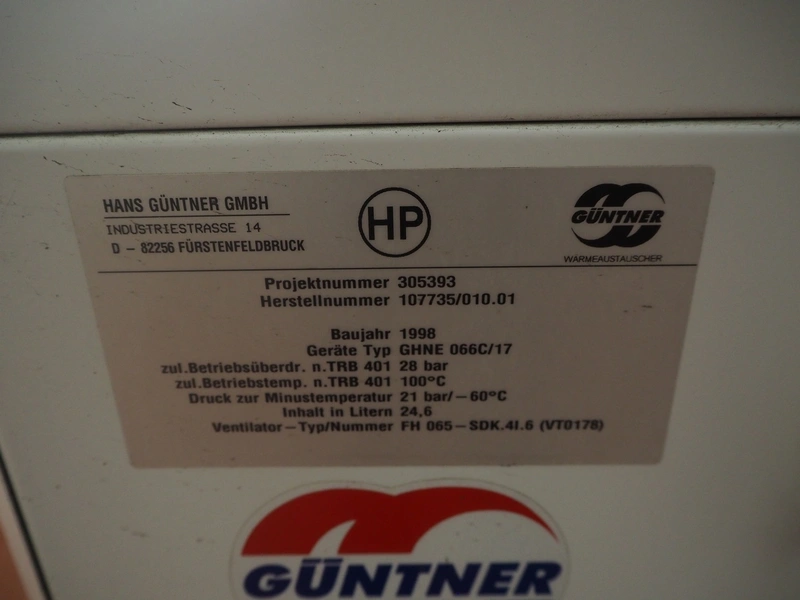 HANS GÜNTNER GMBH
INDUSTRIESTRASSE 14
D - 82256 FÜRSTENFELDBRUCK
HP
GÜNTNER
WÄRMEAUSTAUSCHER
Projektnummer 305393
Herstellnummer 107735/010.01
Baujahr 1998
Geräte Typ GHNE 066C/17
zul.Betriebsüberdr. n.TRB 401 28 bar
zul.Betriebstemp. n.TRB 401 100°C
Druck zur Minustemperatur 21 bar/-60°C
Inhalt in Litern 24,6
Ventilator-Typ/Nummer FH 065-SDK.4I.6 (VT0178)
GÜNTNER